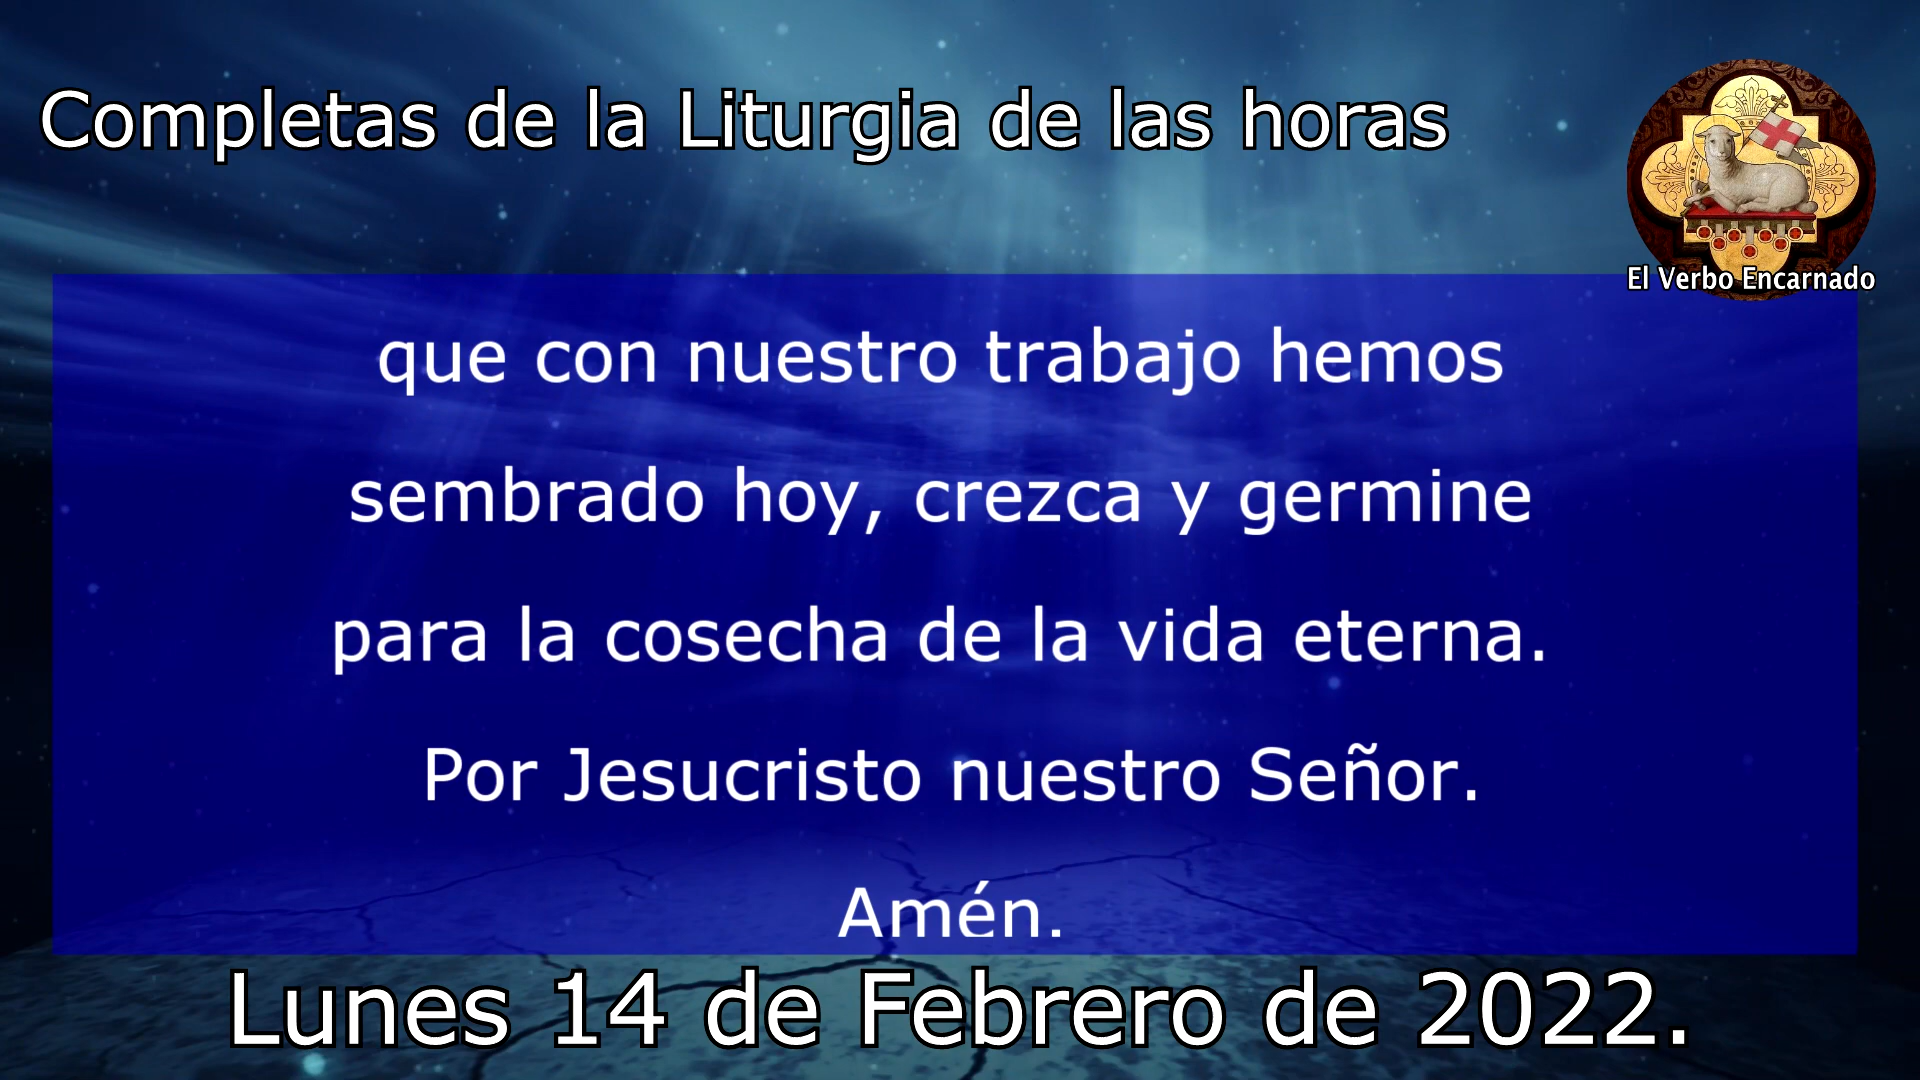 Completas de la Liturgia de las horas
El Verbo Encarnado
que con nuestro trabajo hemos
sembrado hoy, crezca y germine
para la cosecha de la vida eterna.
Por Jesucristo nuestro Señor.
Amén.
Lunes 14 de Febrero de 2022.